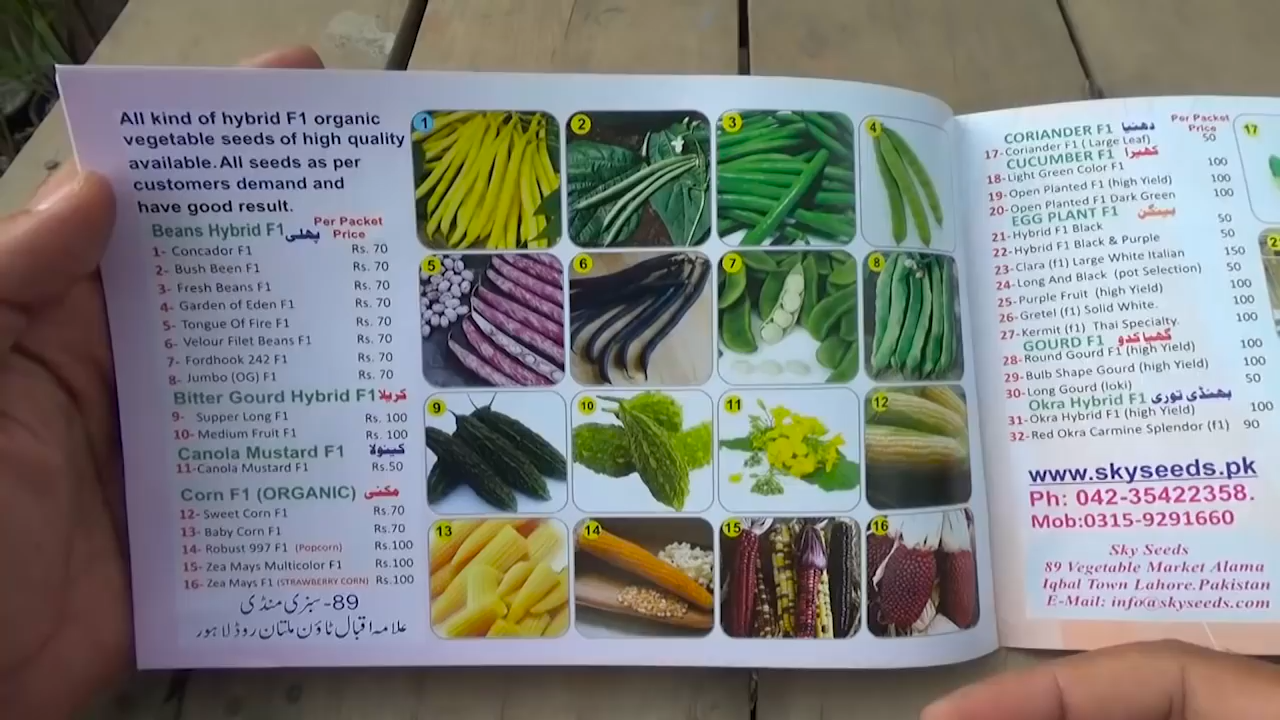 All kind of hybrid F1 organic
vegetable seeds of high quality
available.All seeds as per
customers demand and
have good result.
Beans Hybrid F1 پھلی Per Packet Price
1- Concador F1 Rs. 70
2- Bush Been F1 Rs. 70
3- Fresh Beans F1 Rs. 70
4- Garden of Eden F1 Rs. 70
5- Tongue Of Fire F1 Rs. 70
6- Velour Filet Beans F1 Rs. 70
7- Fordhook 242 F1 Rs. 70
8- Jumbo (OG) F1 Rs. 70
Bitter Gourd Hybrid F1 کریلا
9- Supper Long F1 Rs. 100
10- Medium Fruit F1 Rs. 100
Canola Mustard F1 کینولا
11-Canola Mustard F1 Rs.50
Corn F1 (ORGANIC) مکئی
12- Sweet Corn F1 Rs.70
13- Baby Corn F1 Rs.70
14- Robust 997 F1 (Popcorn) Rs.100
15- Zea Mays Multicolor F1 Rs.100
16- Zea Mays F1 (STRAWBERRY CORN) Rs.100
89-سبزی منڈی
علامہ اقبال ٹاؤن ملتان روڈ لاہور
1
2
3
4
5
6
7
8
9
10
11
12
13
14
15
16
CORIANDER F1 دھنیا Per Packet Price
17-Coriander F1 ( Large Leaf) 50
CUCUMBER F1 کھیرا
18- Light Green Color F1 100
19- Open Planted F1 (high Yield) 100
20- Open Planted F1 Dark Green 100
EGG PLANT F1 بینگن
21- Hybrid F1 Black 50
22- Hybrid F1 Black & Purple 50
23- Clara (f1) Large White Italian 150
24- Long And Black (pot Selection) 50
25- Purple Fruit (high Yield) 100
26- Gretel (f1) Solid White. 100
27- Kermit (f1) Thai Specialty. 100
GOURD F1 گھیا کدو
28- Round Gourd F1 (high Yield) 100
29- Bulb Shape Gourd (high Yield) 100
30- Long Gourd (loki) 50
Okra Hybrid F1 بھنڈی توری
31- Okra Hybrid F1 (high Yield) 100
32- Red Okra Carmine Splendor (f1) 90
www.skyseeds.pk
Ph: 042-35422358.
Mob:0315-9291660
Sky Seeds
89 Vegetable Market Alama
Iqbal Town Lahore.Pakistan
E-Mail: info@skyseeds.com
17